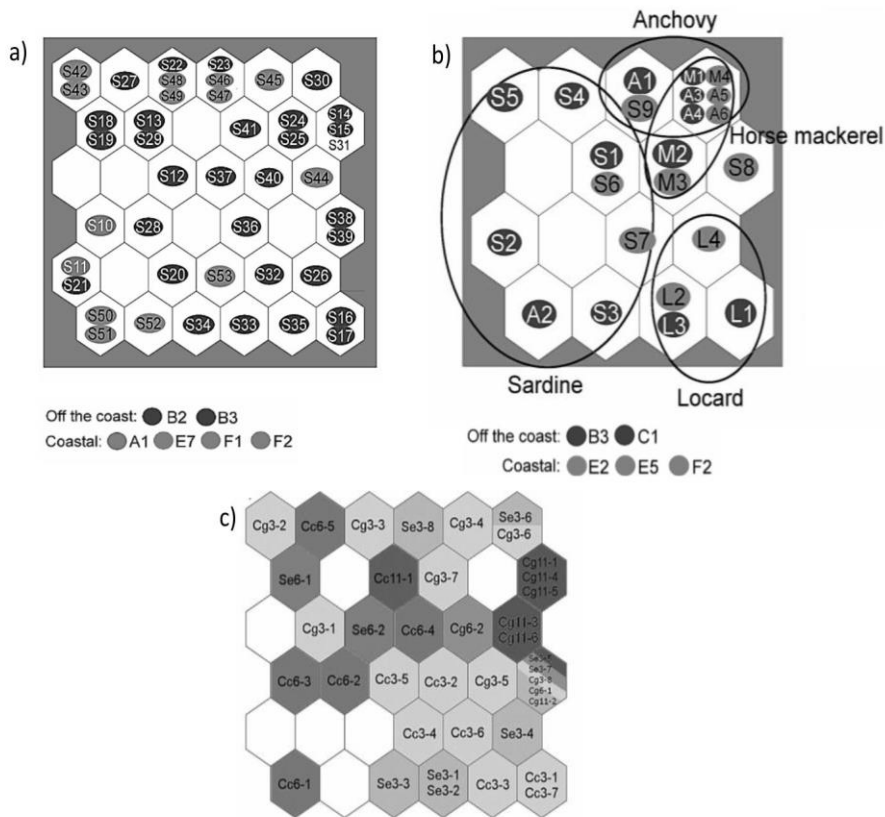 a)
S42
S43
S27
S22
S48
S49
S23
S46
S47
S45
S30
S18
S19
S13
S29
S41
S24
S25
S14
S15
S31
S12
S37
S40
S44
S10
S28
S36
S38
S39
S11
S21
S20
S53
S32
S26
S50
S51
S52
S34
S33
S35
S16
S17
Off the coast: B2 B3
Coastal: A1 E7 F1 F2
b)
Anchovy
S5
S4
A1
S9
M1 M4
A3 A5
A4 A6
Horse mackerel
S1
S6
M2
M3
S8
S2
S7
L4
A2
S3
L2
L3
L1
Sardine
Locard
Off the coast: B3 C1
Coastal: E2 E5 F2
c)
Cg3-2
Cc6-5
Cg3-3
Se3-8
Cg3-4
Se3-6
Cg3-6
Se6-1
Cc11-1
Cg3-7
Cg11-1
Cg11-4
Cg11-5
Cg3-1
Se6-2
Cc6-4
Cg6-2
Cg11-3
Cg11-6
Cc6-3
Cc6-2
Cc3-5
Cc3-2
Cg3-5
Se3-7
Cg6-1
Cg11-2
Cc3-4
Cc3-6
Se3-4
Cc6-1
Se3-3
Se3-1
Se3-2
Cc3-3
Cc3-1
Cc3-7